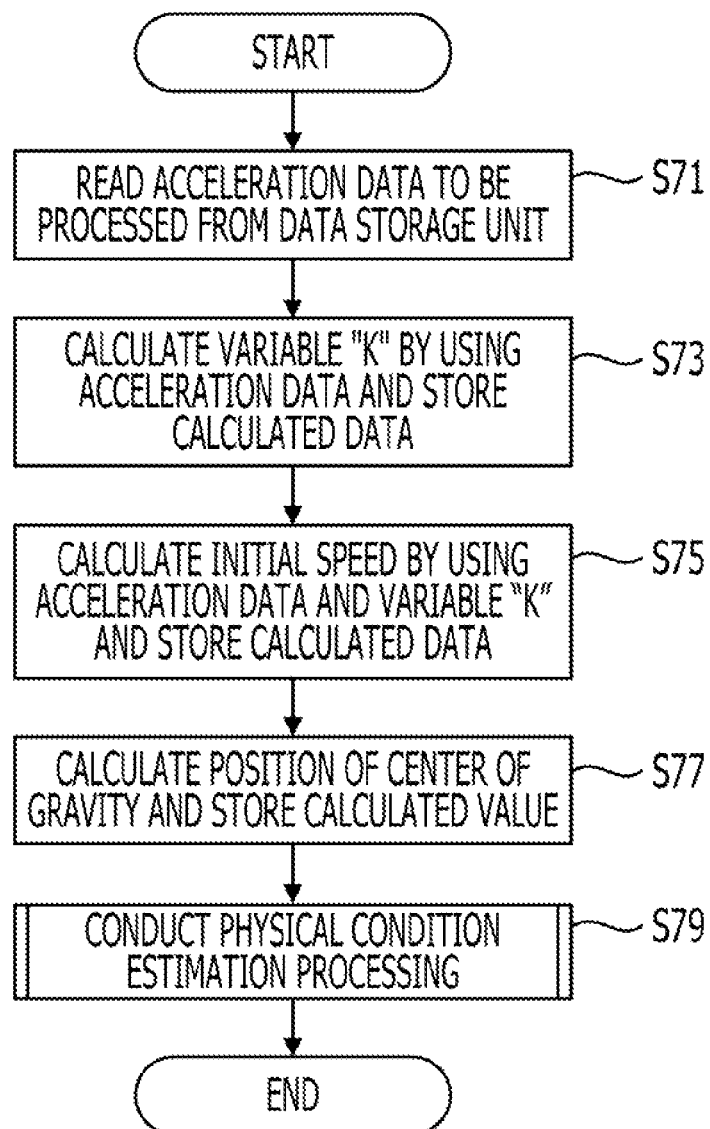 START
READ ACCELERATION DATA TO BE
PROCESSED FROM DATA STORAGE UNIT
S71
CALCULATE VARIABLE "K" BY USING
ACCELERATION DATA AND STORE
CALCULATED DATA
S73
CALCULATE INITIAL SPEED BY USING
ACCELERATION DATA AND VARIABLE “K”
AND STORE CALCULATED DATA
S75
CALCULATE POSITION OF CENTER OF
GRAVITY AND STORE CALCULATED VALUE
S77
CONDUCT PHYSICAL CONDITION
ESTIMATION PROCESSING
S79
END